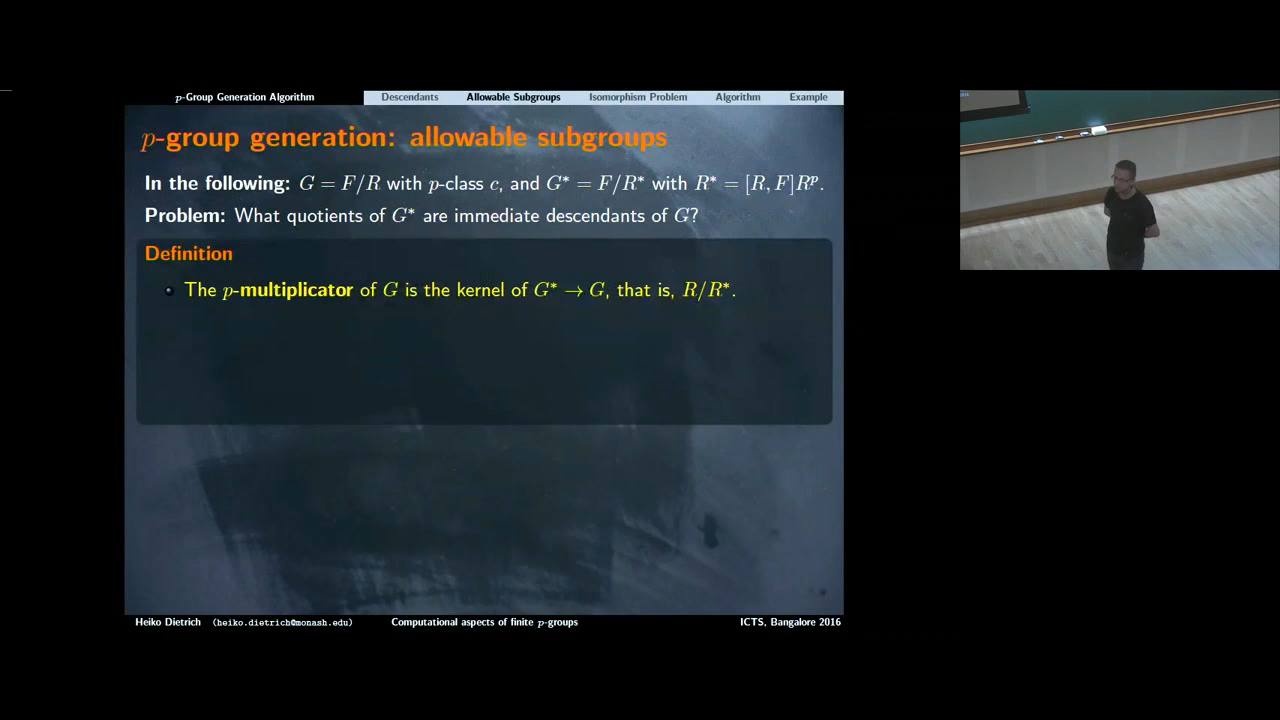 p-Group Generation Algorithm Descendants Allowable Subgroups Isomorphism Problem Algorithm Example
p-group generation: allowable subgroups
In the following: G = F/R with p-class c, and G* = F/R* with R* = [R, F]Rᵖ.
Problem: What quotients of G* are immediate descendants of G?
Definition
The p-multiplicator of G is the kernel of G* → G, that is, R/R*.
Heiko Dietrich (heiko.dietrich@monash.edu) Computational aspects of finite p-groups ICTS, Bangalore 2016